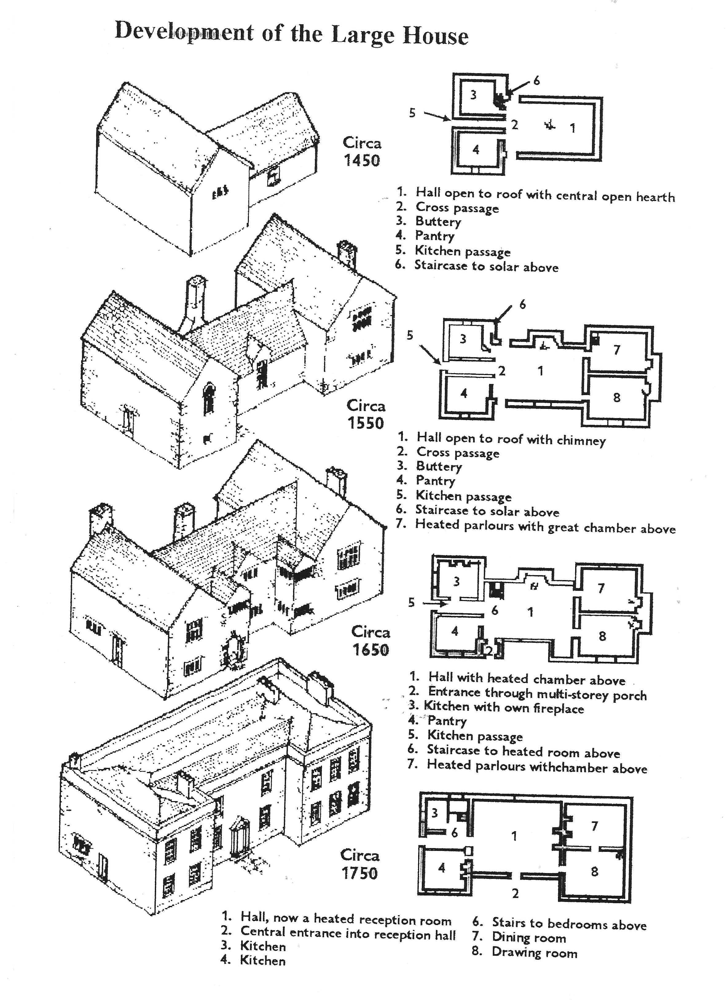 Development of the Large House
6
3
5
2
1
4
Circa
1450
1. Hall open to roof with central open hearth
2. Cross passage
3. Buttery
4. Pantry
5. Kitchen passage
6. Staircase to solar above
6
5
3
7
2
1
4
8
Circa
1550
1. Hall open to roof with chimney
2. Cross passage
3. Buttery
4. Pantry
5. Kitchen passage
6. Staircase to solar above
7. Heated parlours with great chamber above
3
7
5
6
1
4
8
2
Circa
1650
1. Hall with heated chamber above
2. Entrance through multi-storey porch
3. Kitchen with own fireplace
4. Pantry
5. Kitchen passage
6. Staircase to heated room above
7. Heated parlours withchamber above
3
7
6
1
4
8
2
Circa
1750
1. Hall, now a heated reception room
2. Central entrance into reception hall
3. Kitchen
4. Kitchen
6. Stairs to bedrooms above
7. Dining room
8. Drawing room